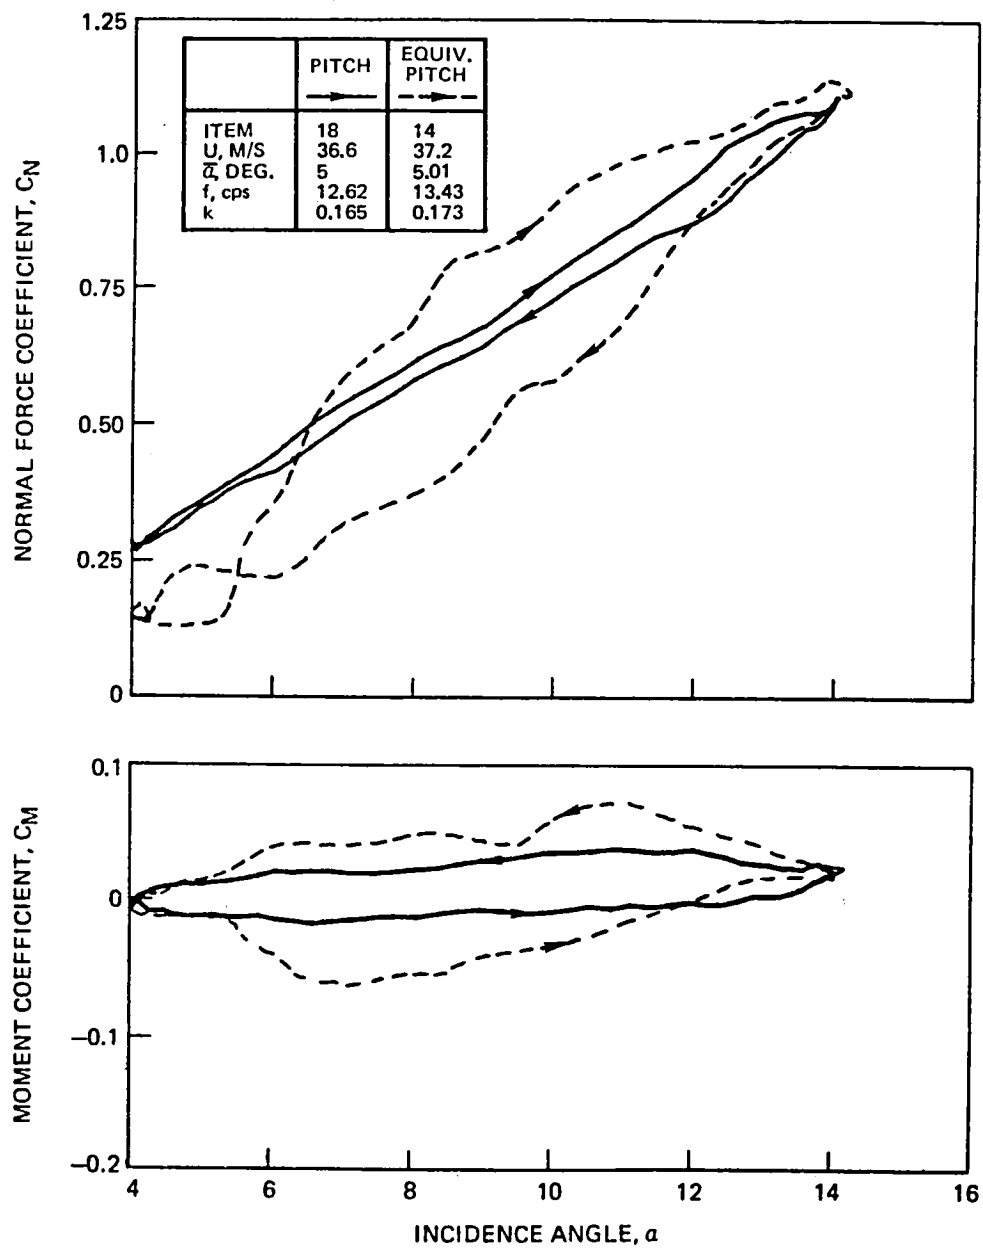 1.25
PITCH
EQUIV.
PITCH
ITEM 18 14
U, M/S 36.6 37.2
α̅, DEG. 5 5.01
f, cps 12.62 13.43
k 0.165 0.173
1.0
0.75
0.50
0.25
0
NORMAL FORCE COEFFICIENT, CN
0.1
0
−0.1
−0.2
MOMENT COEFFICIENT, CM
4 6 8 10 12 14 16
INCIDENCE ANGLE, α